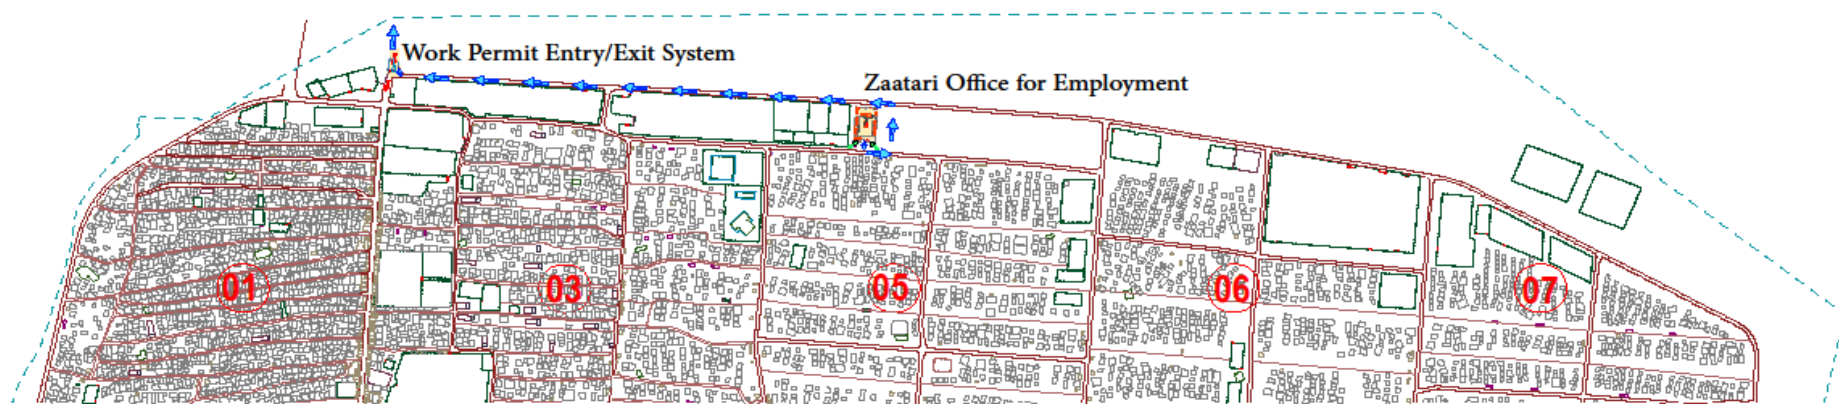 Work Permit Entry/Exit System
Zaatari Office for Employment
01
03
05
06
07